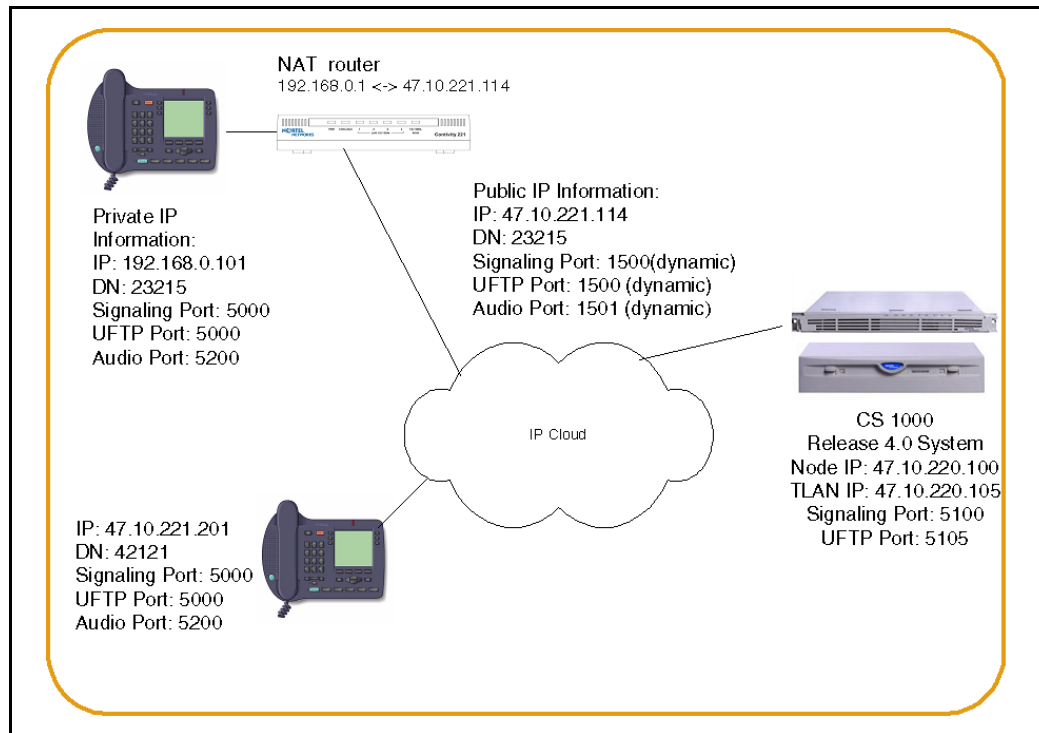 NAT router
192.168.0.1 <-> 47.10.221.114
NORTEL
NETWORKS
Contivity 221
Private IP
Information:
IP: 192.168.0.101
DN: 23215
Signaling Port: 5000
UFTP Port: 5000
Audio Port: 5200
Public IP Information:
IP: 47.10.221.114
DN: 23215
Signaling Port: 1500(dynamic)
UFTP Port: 1500 (dynamic)
Audio Port: 1501 (dynamic)
IP Cloud
CS 1000
Release 4.0 System
Node IP: 47.10.220.100
TLAN IP: 47.10.220.105
Signaling Port: 5100
UFTP Port: 5105
IP: 47.10.221.201
DN: 42121
Signaling Port: 5000
UFTP Port: 5000
Audio Port: 5200